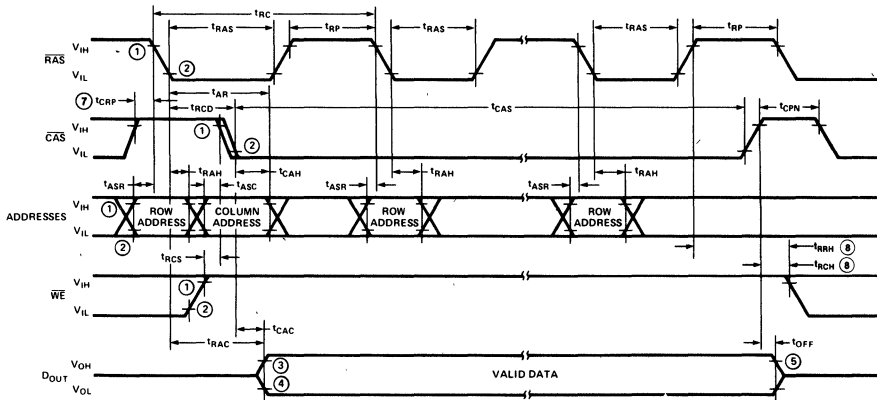 tRC
tRAS tRP tRAS tRAS tRP
RAS VIH ①
VIL ②
tAR
⑦ tCRP tRCD tCAS tCPN
CAS VIH ①
VIL ②
tRAH tCAH
tASR tASC tASR tRAH tASR tRAH
ADDRESSES VIH ① ROW ADDRESS COLUMN ADDRESS ROW ADDRESS ROW ADDRESS
VIL ②
tRRH ⑧
tRCS tRCH ⑧
WE VIH ①
VIL ②
tCAC
tRAC tOFF
DOUT VOH ③ VALID DATA ⑤
VOL ④